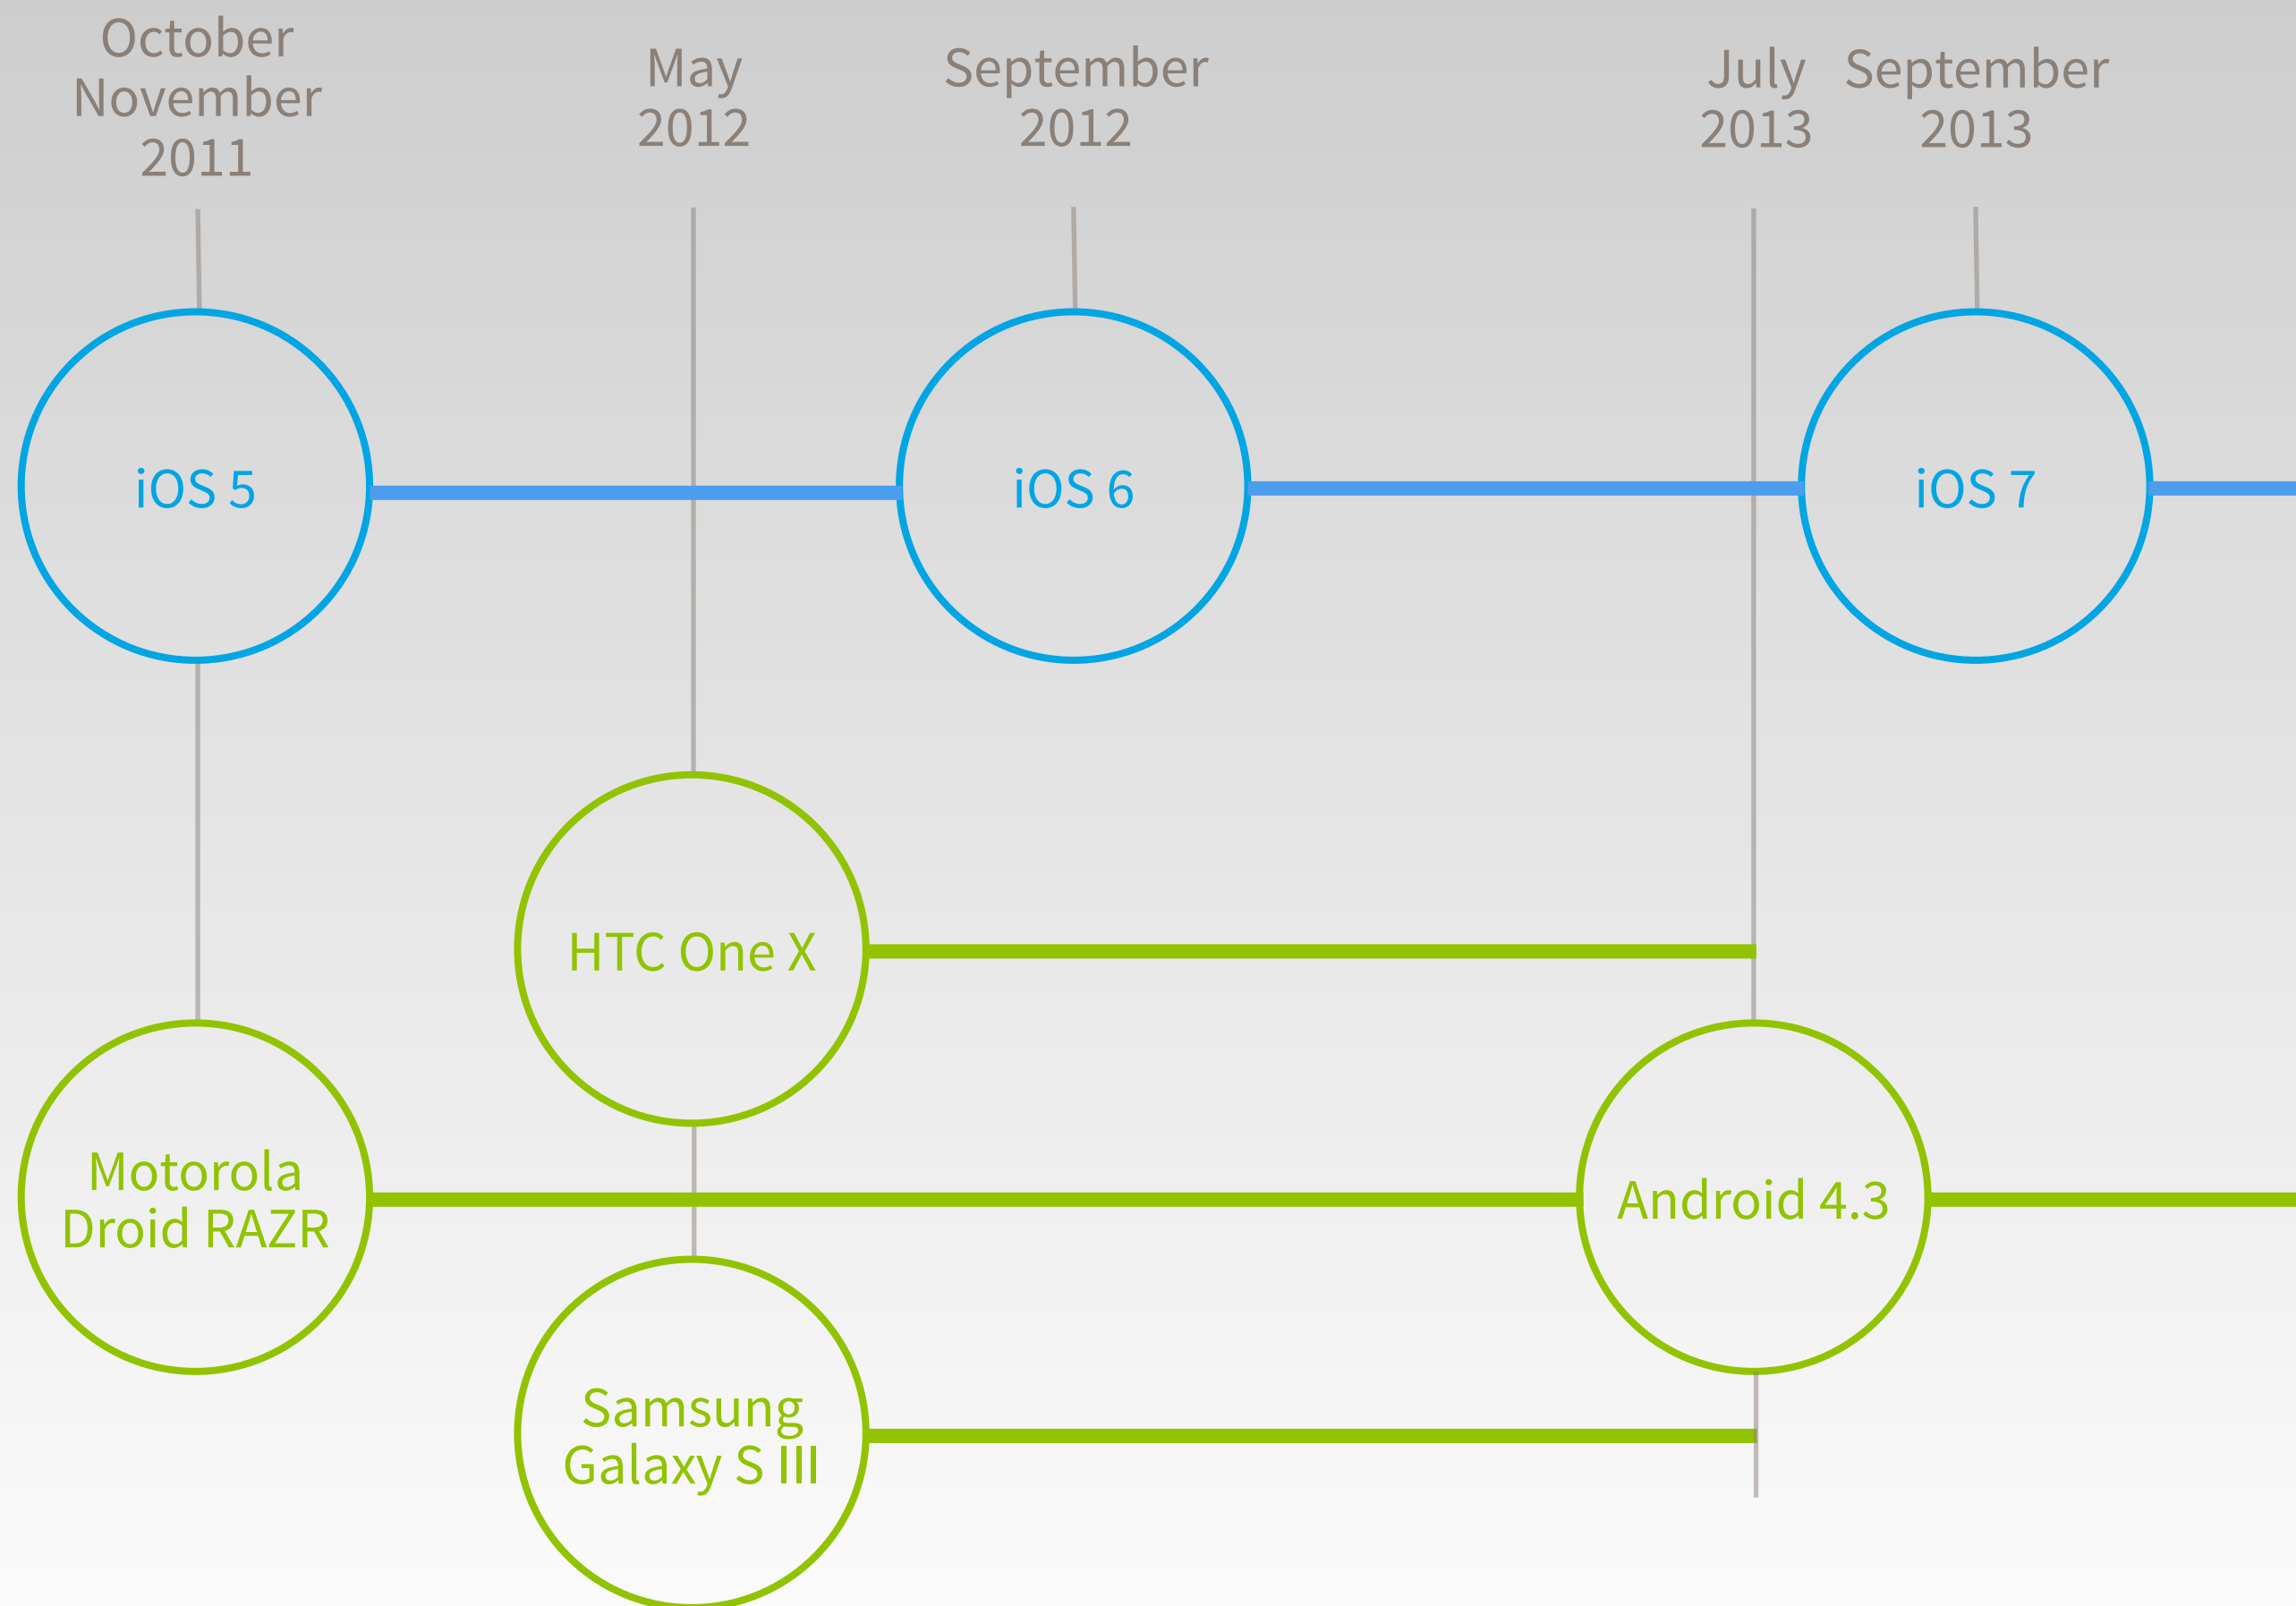 October
November
2011
May
2012
September
2012
July
2013
September
2013
iOS 5
iOS 6
iOS 7
HTC One X
Motorola
Droid RAZR
Android 4.3
Samsung
Galaxy S III